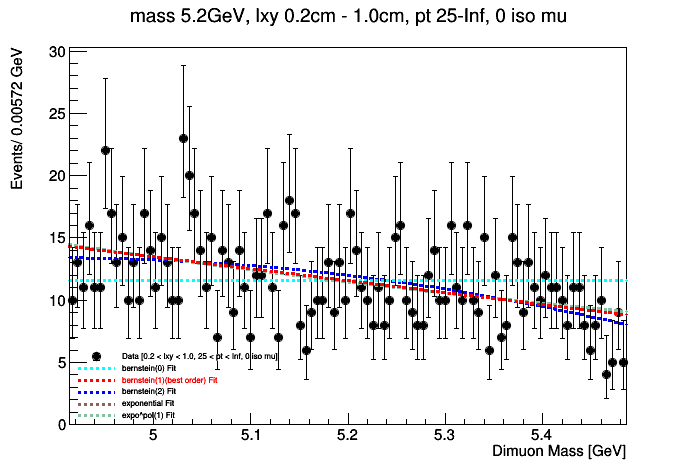 mass 5.2GeV, lxy 0.2cm - 1.0cm, pt 25-Inf, 0 iso mu
Events/ 0.00572 GeV
30
25
20
15
10
5
0
Data [0.2 < lxy < 1.0, 25 < pt < Inf, 0 iso mu]
bernstein(0) Fit
bernstein(1)(best order) Fit
bernstein(2) Fit
exponential Fit
expo*pol(1) Fit
5 5.1 5.2 5.3 5.4
Dimuon Mass [GeV]